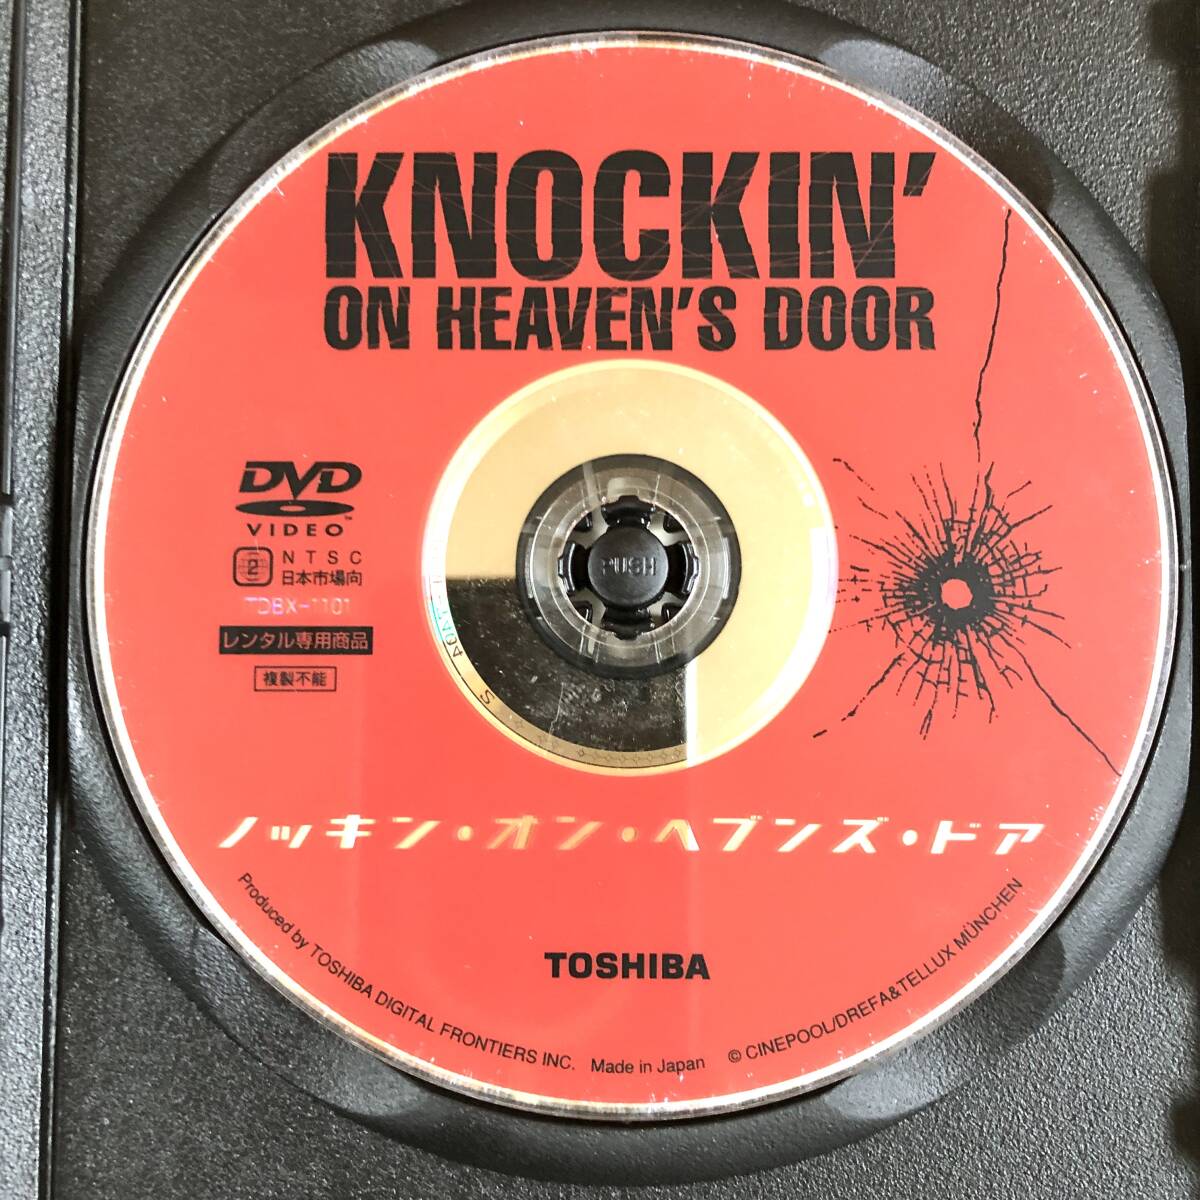 KNOCKIN'
ON HEAVEN'S DOOR
DVD
VIDEO™
2 NTSC
日本市場向
TDBX-1101
レンタル専用商品
複製不能
PUSH
ノッキン・オン・ヘブンズ・ドア
TOSHIBA
Produced by TOSHIBA DIGITAL FRONTIERS INC. Made in Japan © CINEPOOL/DREFA&TELLUX MÜNCHEN